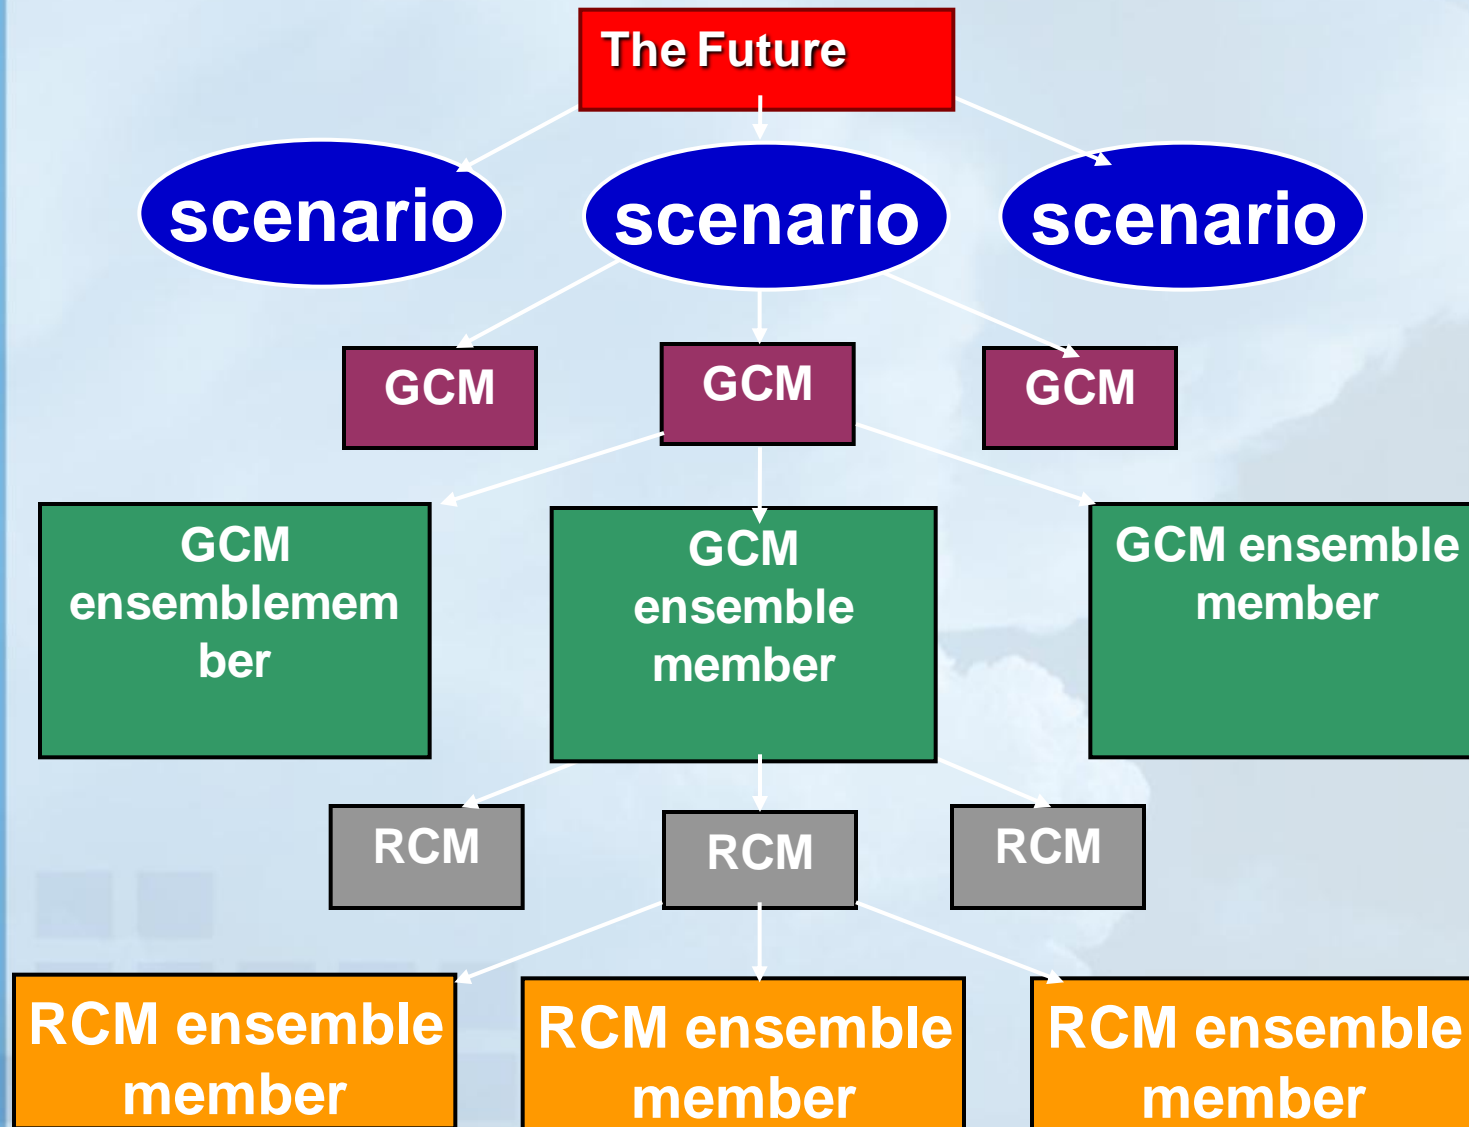 The Future
scenario
scenario
scenario
GCM
GCM
GCM
GCM
ensemblemem
ber
GCM
ensemble
member
GCM ensemble
member
RCM
RCM
RCM
RCM ensemble
member
RCM ensemble
member
RCM ensemble
member